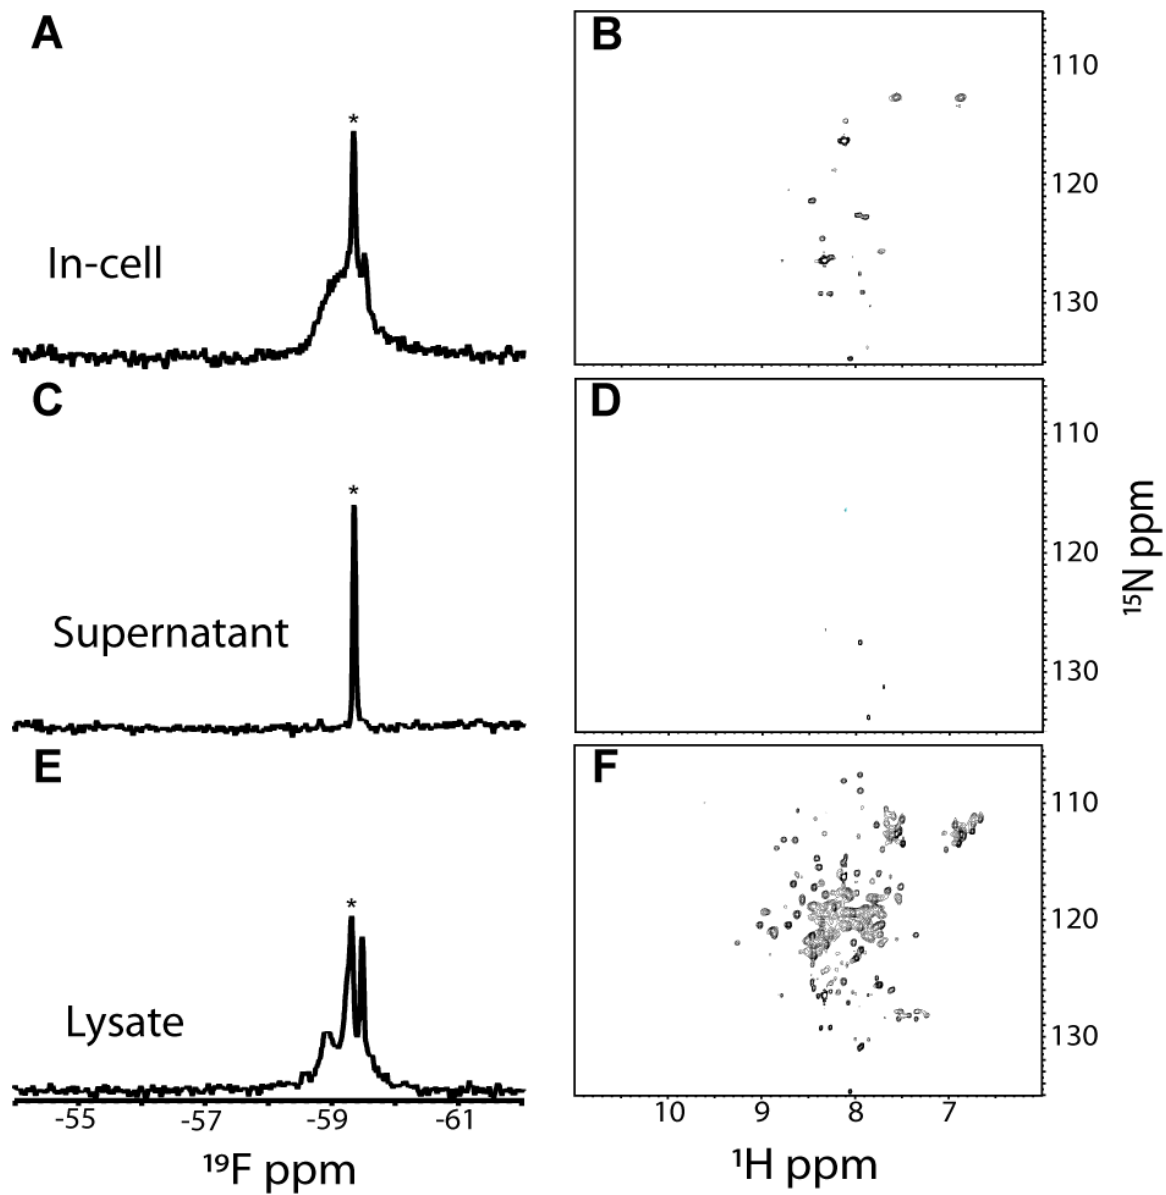 A
B
*
In-cell
110
120
130
C
D
*
Supernatant
110
120
130
¹⁵N ppm
E
F
*
Lysate
110
120
130
-55
-57
-59
-61
10
9
8
7
¹⁹F ppm
¹H ppm